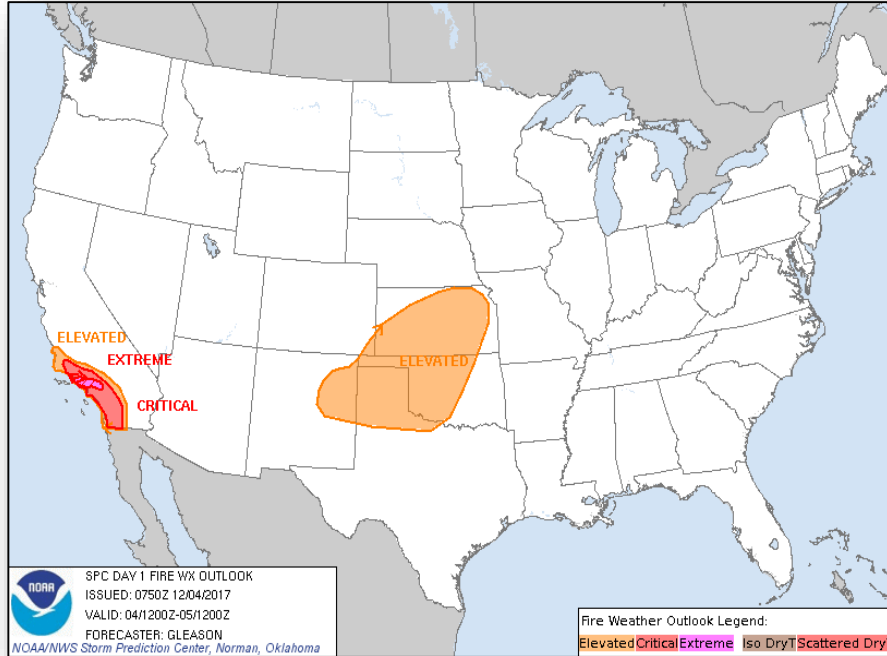 ELEVATED
EXTREME
CRITICAL
ELEVATED
NOAA
SPC DAY 1 FIRE WX OUTLOOK
ISSUED: 0750Z 12/04/2017
VALID: 04/1200Z-05/1200Z
FORECASTER: GLEASON
NOAA/NWS Storm Prediction Center, Norman, Oklahoma
Fire Weather Outlook Legend:
Elevated Critical Extreme Iso DryT Scattered Dry